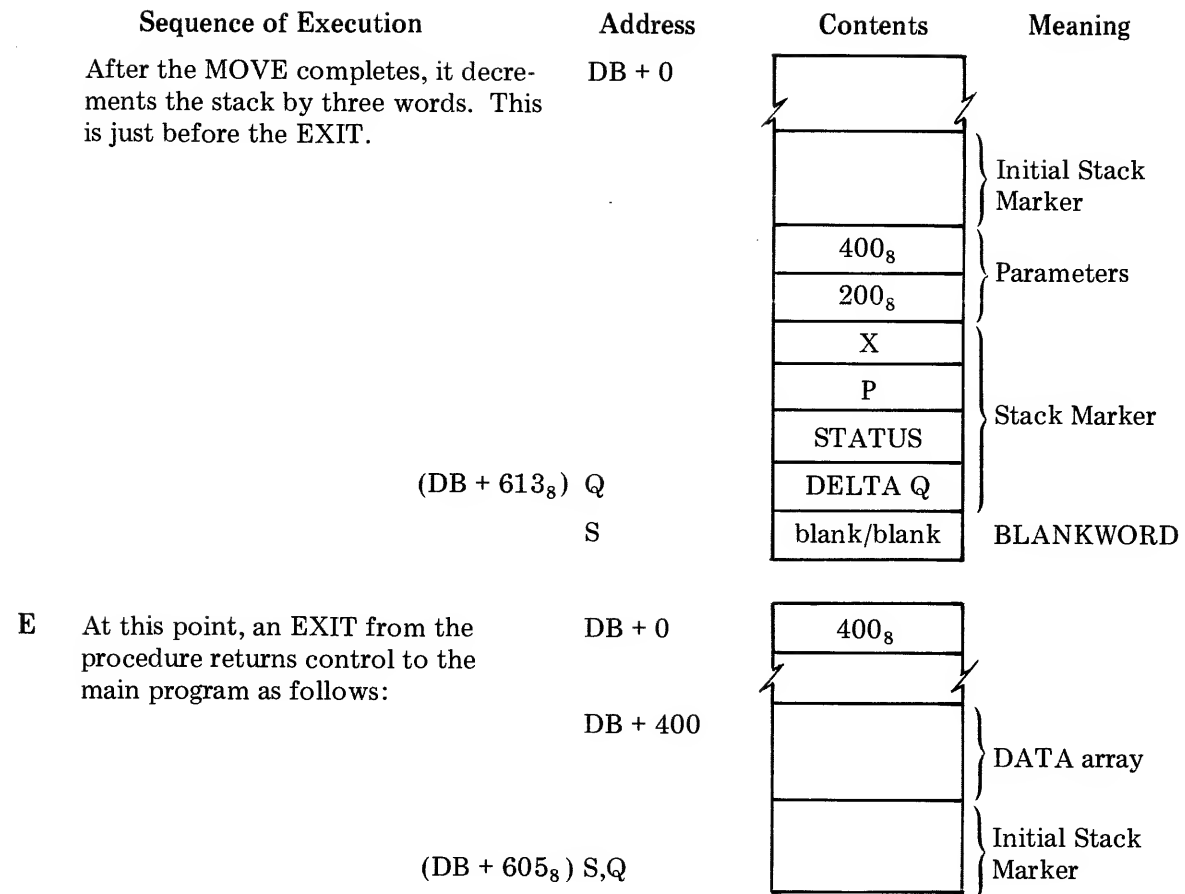 Sequence of Execution Address Contents Meaning
After the MOVE completes, it decre- DB + 0
ments the stack by three words. This
is just before the EXIT.
Initial Stack
Marker
400₈
Parameters
200₈
X
P
Stack Marker
STATUS
(DB + 613₈) Q DELTA Q
S blank/blank BLANKWORD
E At this point, an EXIT from the DB + 0 400₈
procedure returns control to the
main program as follows:
DB + 400
DATA array
Initial Stack
(DB + 605₈) S,Q Marker